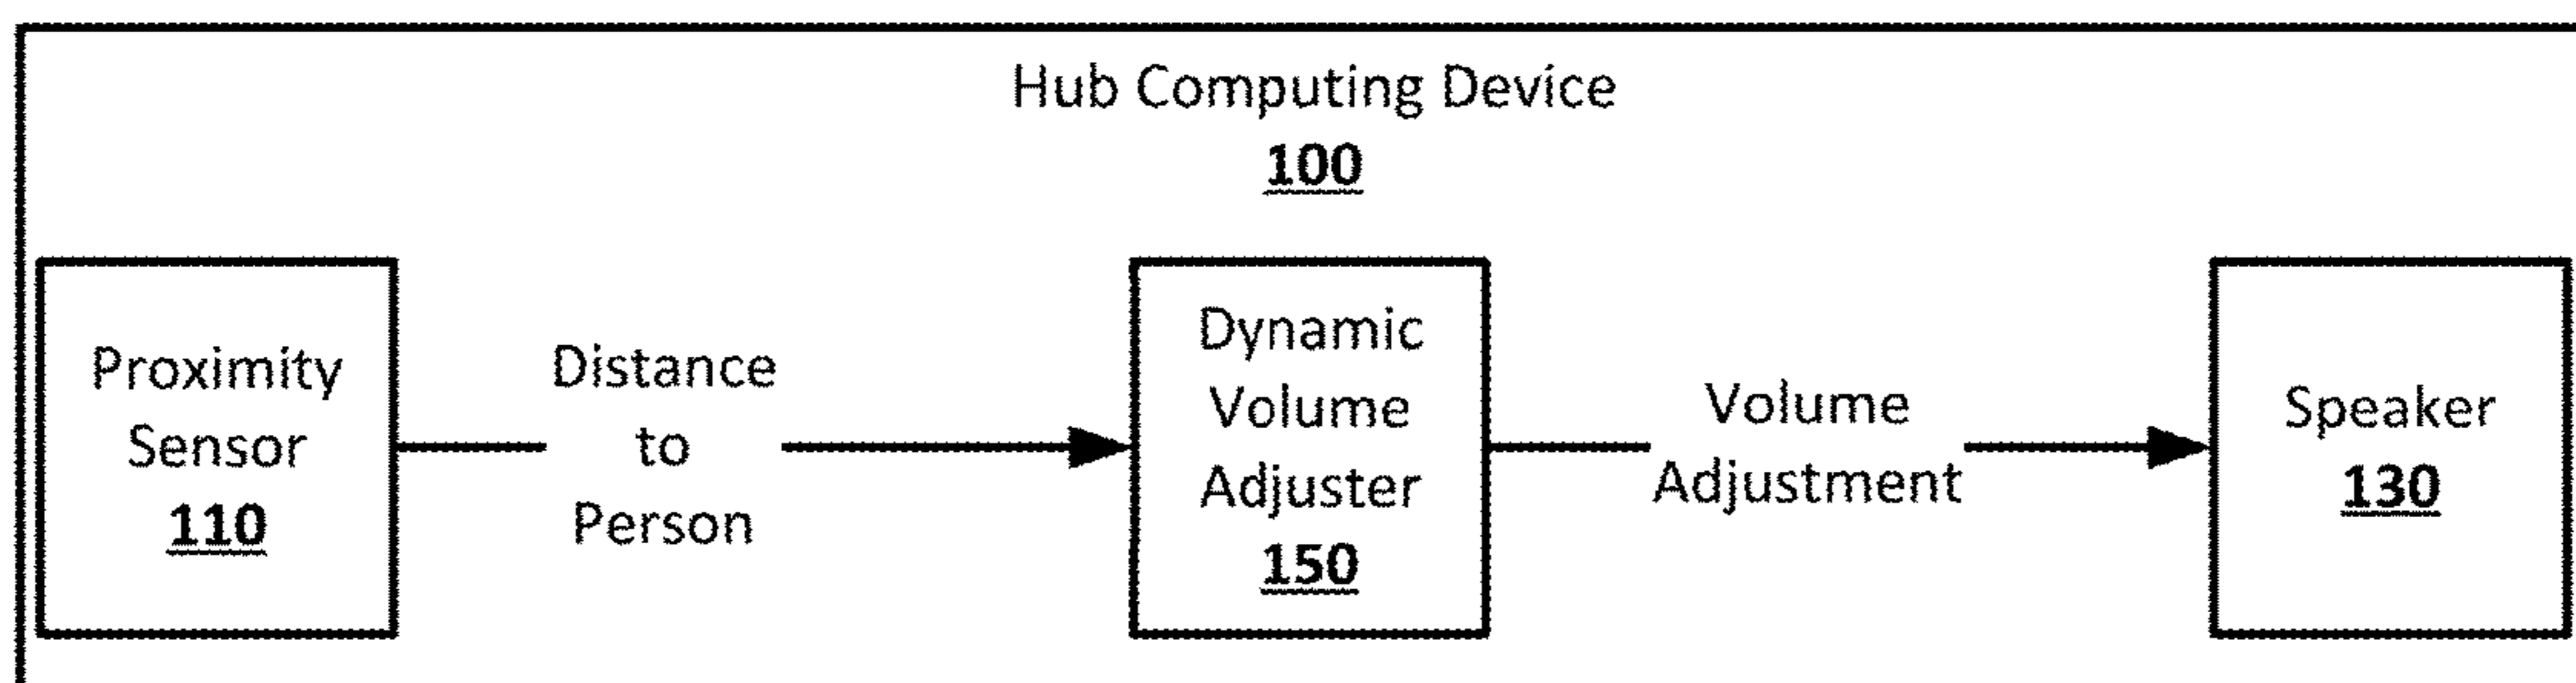 Hub Computing Device
100
Proximity
Sensor
110
Distance
to
Person
Dynamic
Volume
Adjuster
150
Volume
Adjustment
Speaker
130